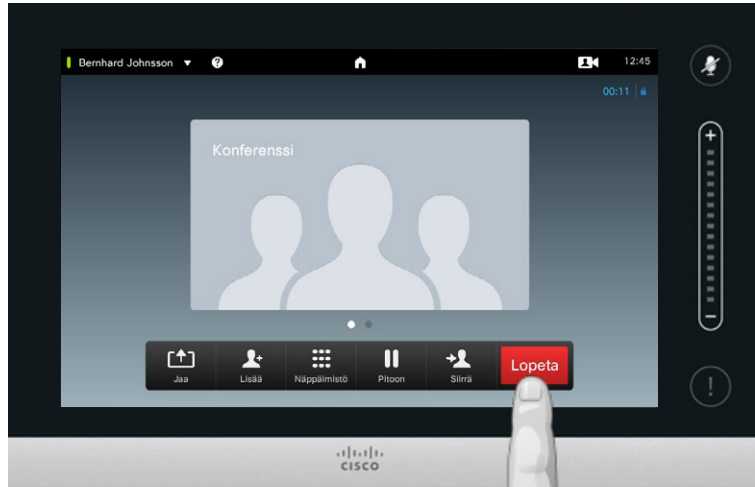 Bernhard Johnsson
12:45
00:11
Konferenssi
Jaa
Lisää
Näppäimistö
Pitoon
Siirrä
Lopeta
CISCO